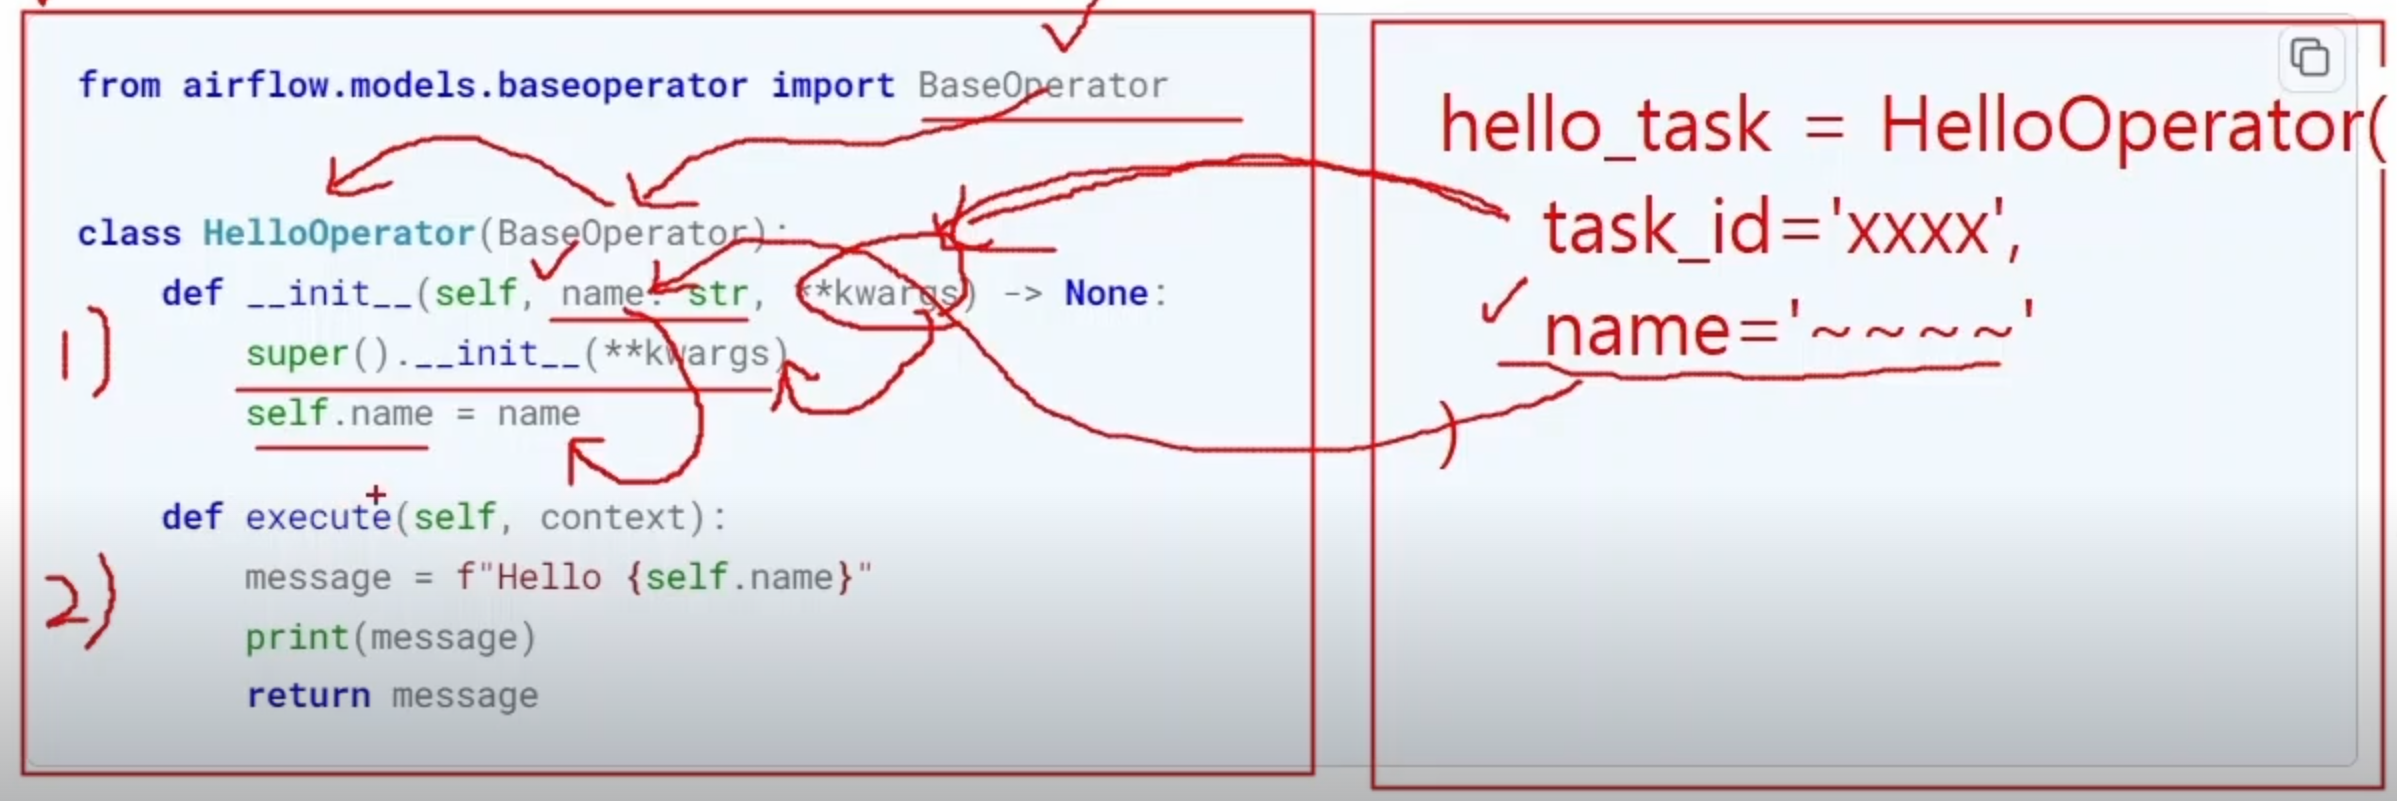 from airflow.models.baseoperator import BaseOperator
class HelloOperator(BaseOperator):
def __init__(self, name: str, **kwargs) -> None:
1)
super().__init__(**kwargs)
self.name = name
def execute(self, context):
2)
message = f"Hello {self.name}"
print(message)
return message
hello_task = HelloOperator(
task_id='xxxx',
name='~~~~'
)